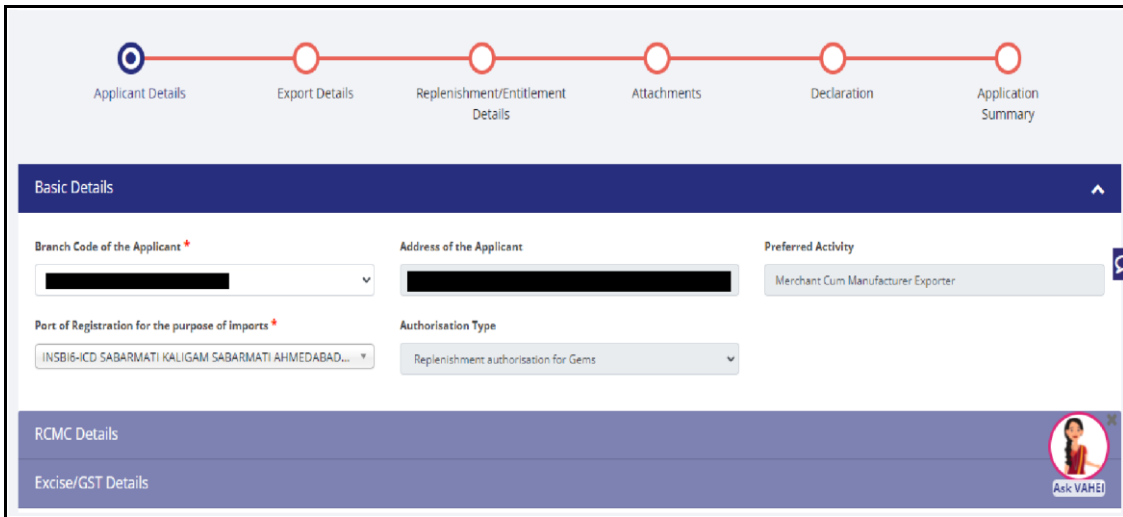 Applicant Details
Export Details
Replenishment/Entitlement
Details
Attachments
Declaration
Application
Summary
Basic Details
Branch Code of the Applicant *
Address of the Applicant
Preferred Activity
Merchant Cum Manufacturer Exporter
Port of Registration for the purpose of imports *
Authorisation Type
INSBI6-ICD SABARMATI KALIGAM SABARMATI AHMEDABAD...
Replenishment authorisation for Gems
RCMC Details
Excise/GST Details
Ask VAHEI